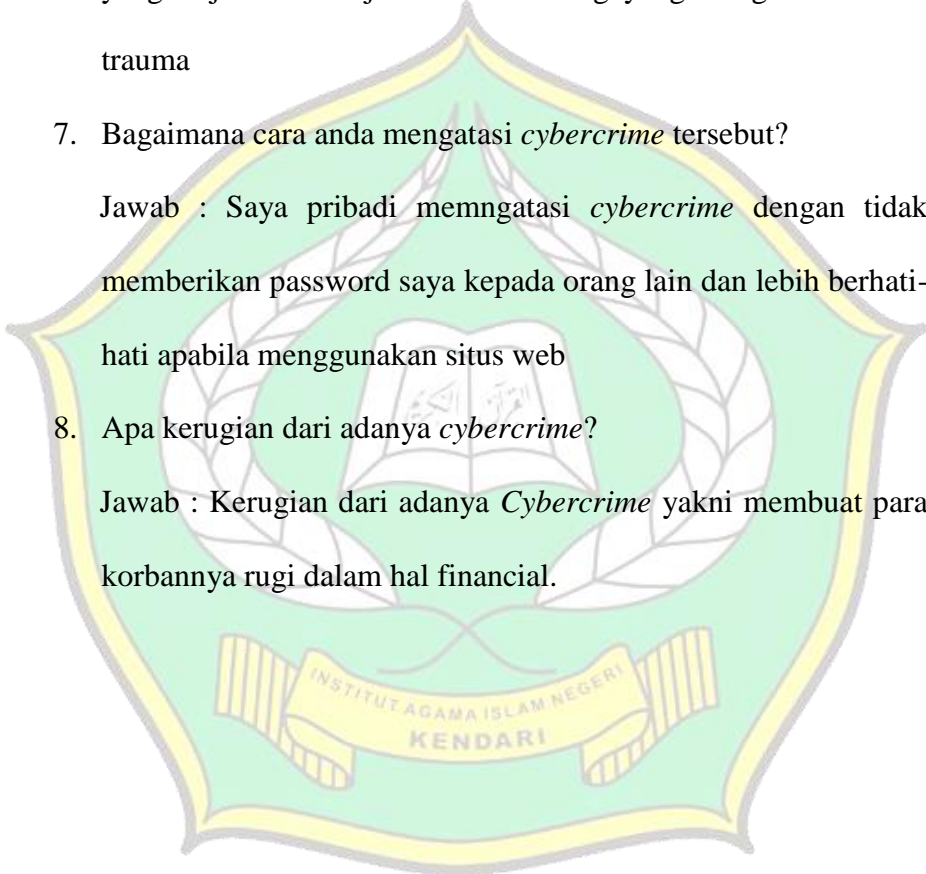 trauma
7. Bagaimana cara anda mengatasi cybercrime tersebut?
Jawab : Saya pribadi memngatasi cybercrime dengan tidak
memberikan password saya kepada orang lain dan lebih berhati-
hati apabila menggunakan situs web
8. Apa kerugian dari adanya cybercrime?
Jawab : Kerugian dari adanya Cybercrime yakni membuat para
korbannya rugi dalam hal financial.
INSTITUT AGAMA ISLAM NEGERI
KENDARI